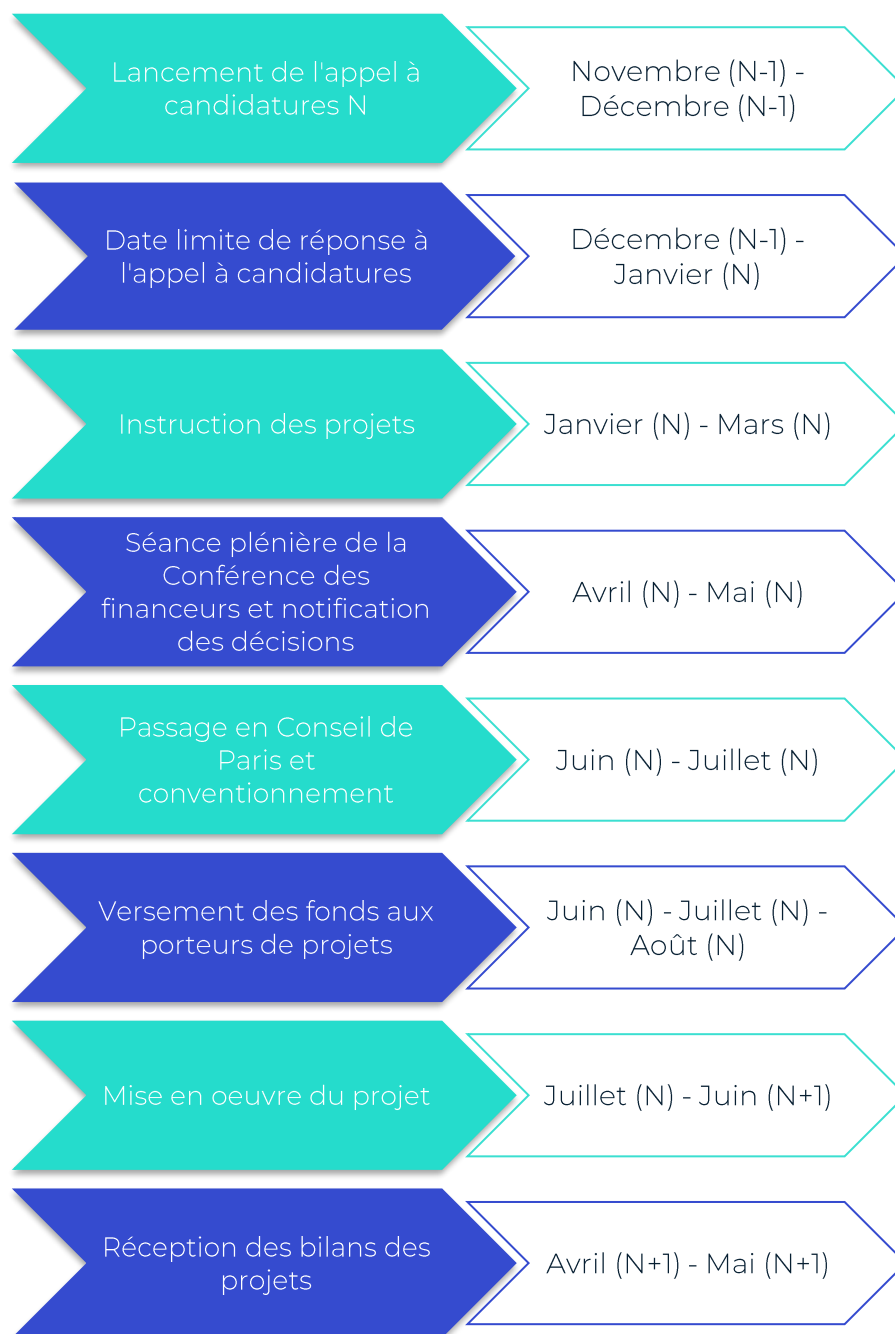 Lancement de l'appel à
candidatures N
Novembre (N-1) -
Décembre (N-1)
Date limite de réponse à
l'appel à candidatures
Décembre (N-1) -
Janvier (N)
Instruction des projets
Janvier (N) - Mars (N)
Séance plénière de la
Conférence des
financeurs et notification
des décisions
Avril (N) - Mai (N)
Passage en Conseil de
Paris et
conventionnement
Juin (N) - Juillet (N)
Versement des fonds aux
porteurs de projets
Juin (N) - Juillet (N) -
Août (N)
Mise en oeuvre du projet
Juillet (N) - Juin (N+1)
Réception des bilans des
projets
Avril (N+1) - Mai (N+1)